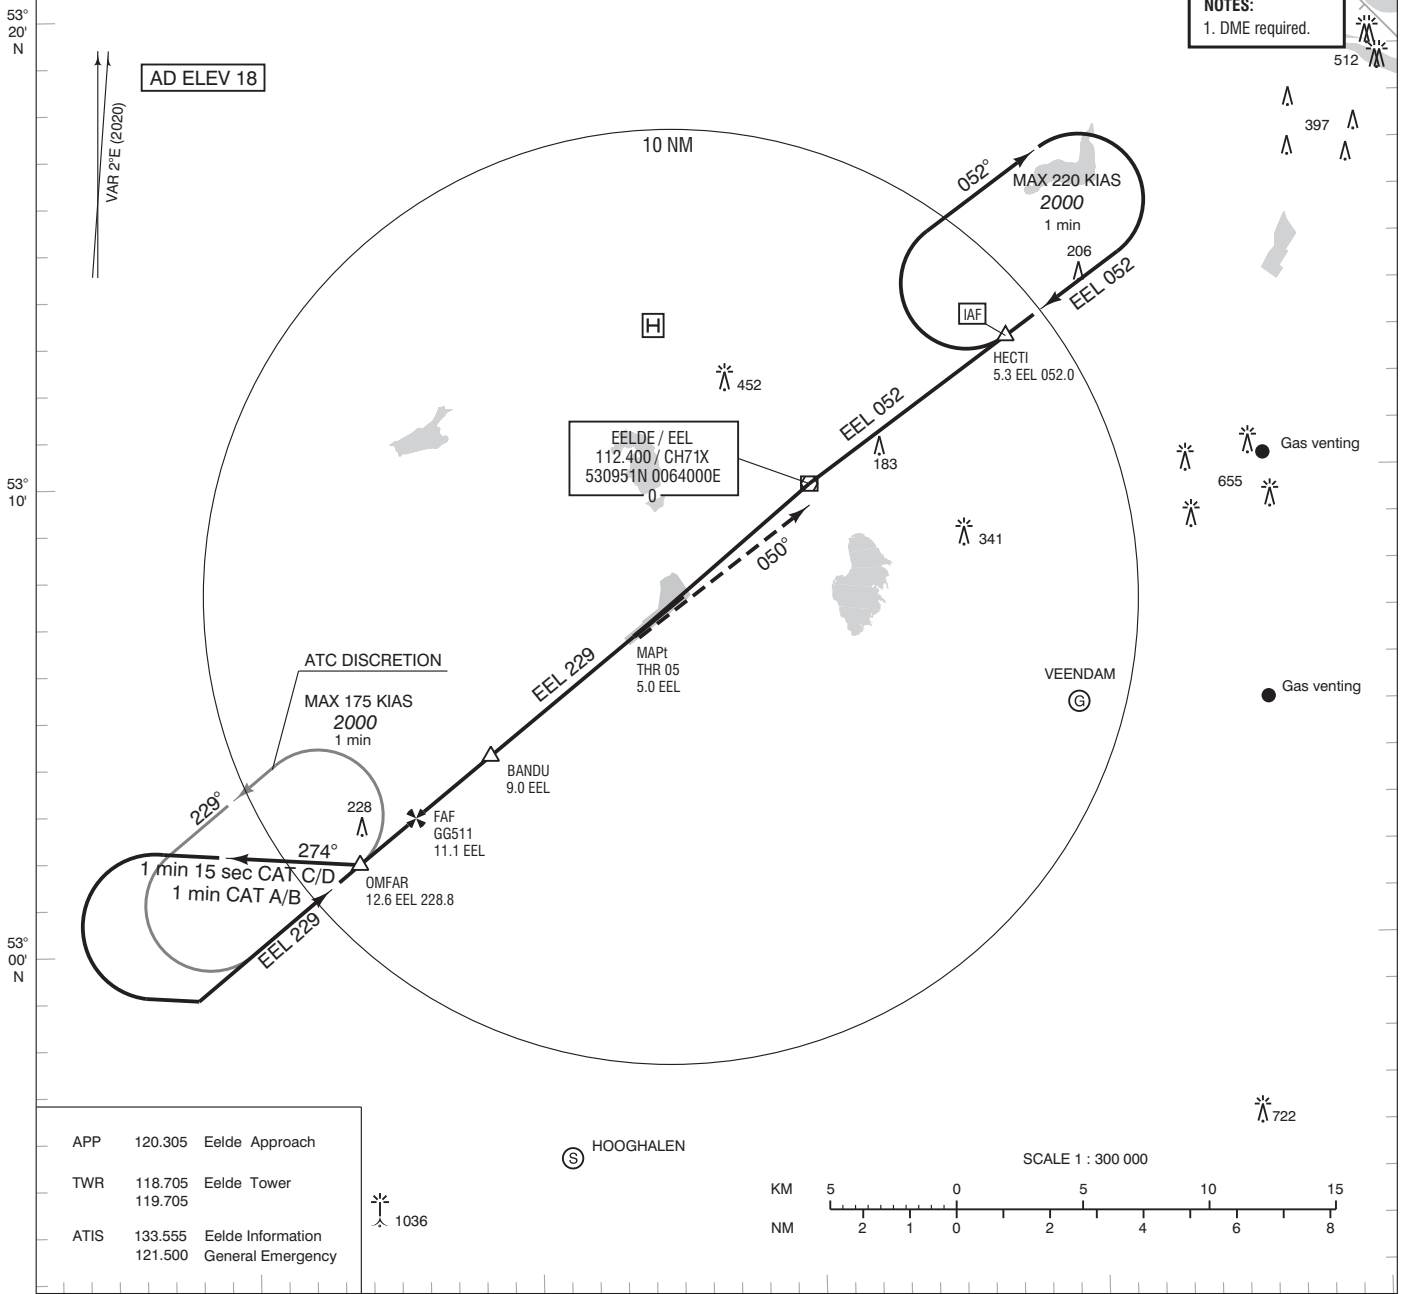 53°
20'
N
NOTES:
1. DME required.
AD ELEV 18
VAR 2°E (2020)
512
397
10 NM
052°
MAX 220 KIAS
2000
1 min
206
EEL 052
IAF
HECTI
5.3 EEL 052.0
H
452
EEL 052
183
EELDE / EEL
112.400 / CH71X
530951N 0064000E
0
Gas venting
655
53°
10'
341
050°
MAPt
THR 05
5.0 EEL
EEL 229
VEENDAM
G
Gas venting
ATC DISCRETION
MAX 175 KIAS
2000
1 min
BANDU
9.0 EEL
229°
228
FAF
GG511
11.1 EEL
274°
1 min 15 sec CAT C/D
1 min CAT A/B
OMFAR
12.6 EEL 228.8
EEL 229
53°
00'
N
722
APP 120.305 Eelde Approach
TWR 118.705 Eelde Tower
119.705
ATIS 133.555 Eelde Information
121.500 General Emergency
1036
S HOOGHALEN
SCALE 1 : 300 000
KM 5 0 5 10 15
NM 2 1 0 2 4 6 8